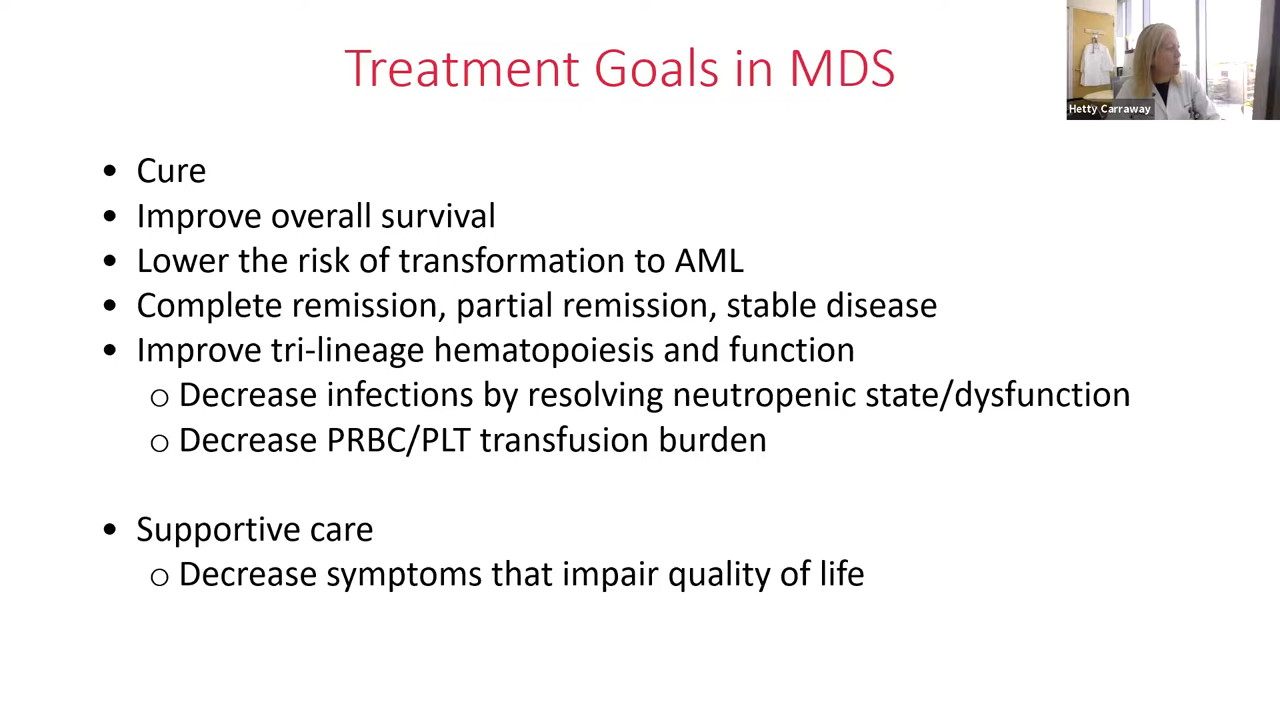 Treatment Goals in MDS
Hetty Carraway
• Cure
• Improve overall survival
• Lower the risk of transformation to AML
• Complete remission, partial remission, stable disease
• Improve tri-lineage hematopoiesis and function
o Decrease infections by resolving neutropenic state/dysfunction
o Decrease PRBC/PLT transfusion burden
• Supportive care
o Decrease symptoms that impair quality of life